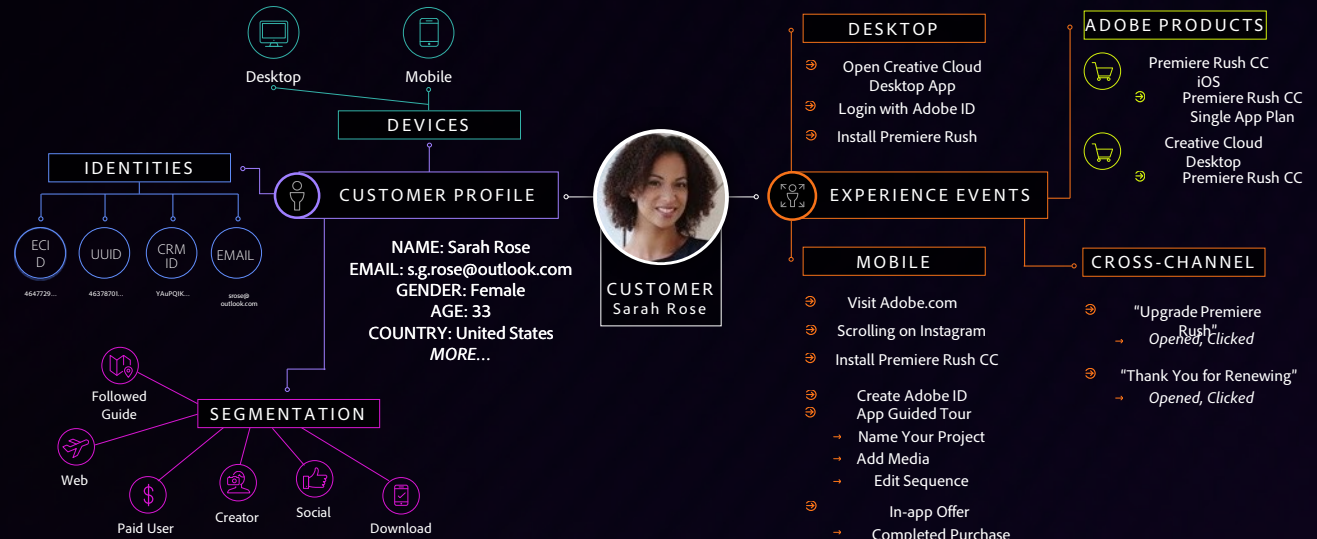 Desktop
Mobile
DEVICES
IDENTITIES
ECI
D
UUID
CRM
ID
EMAIL
4647729...
46378701...
YAuPQIK...
srose@
outlook.com
CUSTOMER PROFILE
NAME: Sarah Rose
EMAIL: s.g.rose@outlook.com
GENDER: Female
AGE: 33
COUNTRY: United States
MORE...
SEGMENTATION
Followed
Guide
Web
Paid User
Creator
Social
Download
CUSTOMER
Sarah Rose
EXPERIENCE EVENTS
DESKTOP
Open Creative Cloud
Desktop App
Login with Adobe ID
Install Premiere Rush
MOBILE
Visit Adobe.com
Scrolling on Instagram
Install Premiere Rush CC
Create Adobe ID
App Guided Tour
Name Your Project
Add Media
Edit Sequence
In-app Offer
Completed Purchase
ADOBE PRODUCTS
Premiere Rush CC
iOS
Premiere Rush CC
Single App Plan
Creative Cloud
Desktop
Premiere Rush CC
CROSS-CHANNEL
“Upgrade Premiere
Rush”
Opened, Clicked
“Thank You for Renewing”
Opened, Clicked